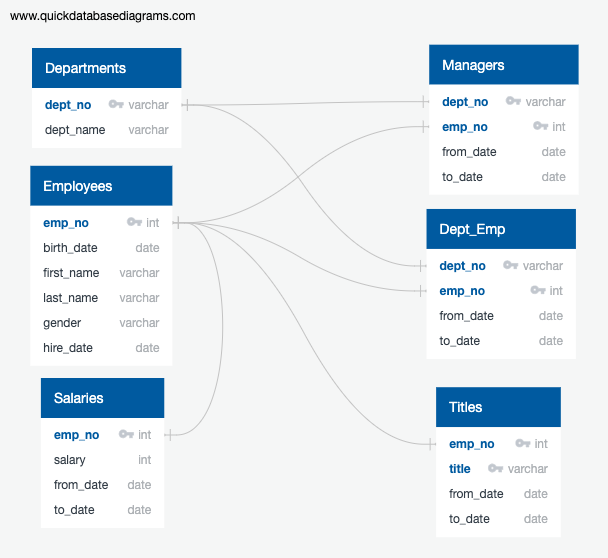 www.quickdatabasediagrams.com
Departments
dept_no varchar
dept_name varchar
Employees
emp_no int
birth_date date
first_name varchar
last_name varchar
gender varchar
hire_date date
Salaries
emp_no int
salary int
from_date date
to_date date
Managers
dept_no varchar
emp_no int
from_date date
to_date date
Dept_Emp
dept_no varchar
emp_no int
from_date date
to_date date
Titles
emp_no int
title varchar
from_date date
to_date date